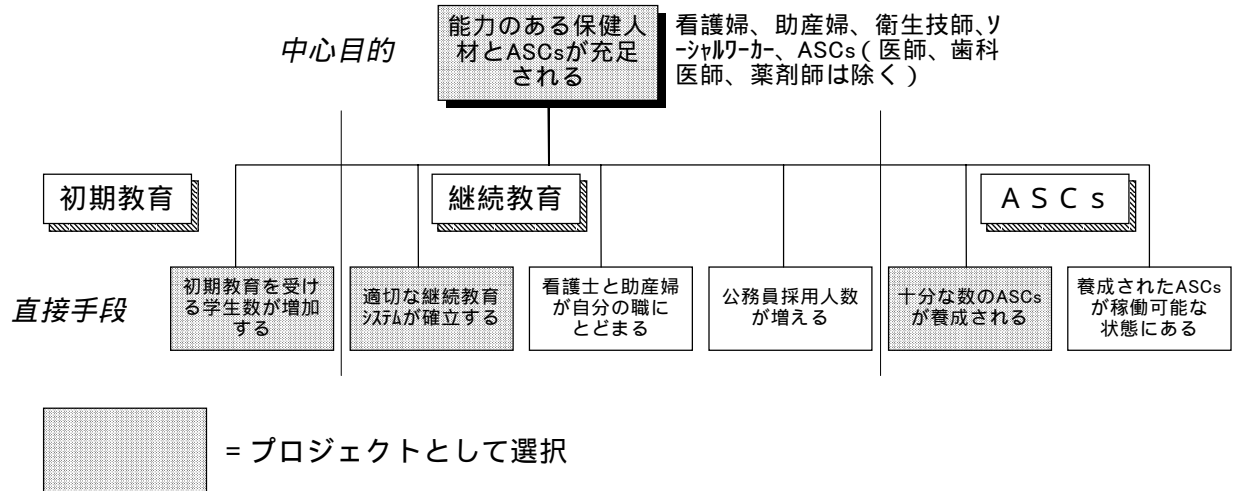 中心目的
能力のある保健人
材とASCsが充足
される
看護婦、助産婦、衛生技師、ソ
ーシャルワーカー、ASCs（医師、歯科
医師、薬剤師は除く）
初期教育
継続教育
ＡＳＣｓ
直接手段
初期教育を受け
る学生数が増加
する
適切な継続教育
システムが確立する
看護士と助産婦
が自分の職に
とどまる
公務員採用人数
が増える
十分な数のASCs
が養成される
養成されたASCs
が稼働可能な
状態にある
= プロジェクトとして選択